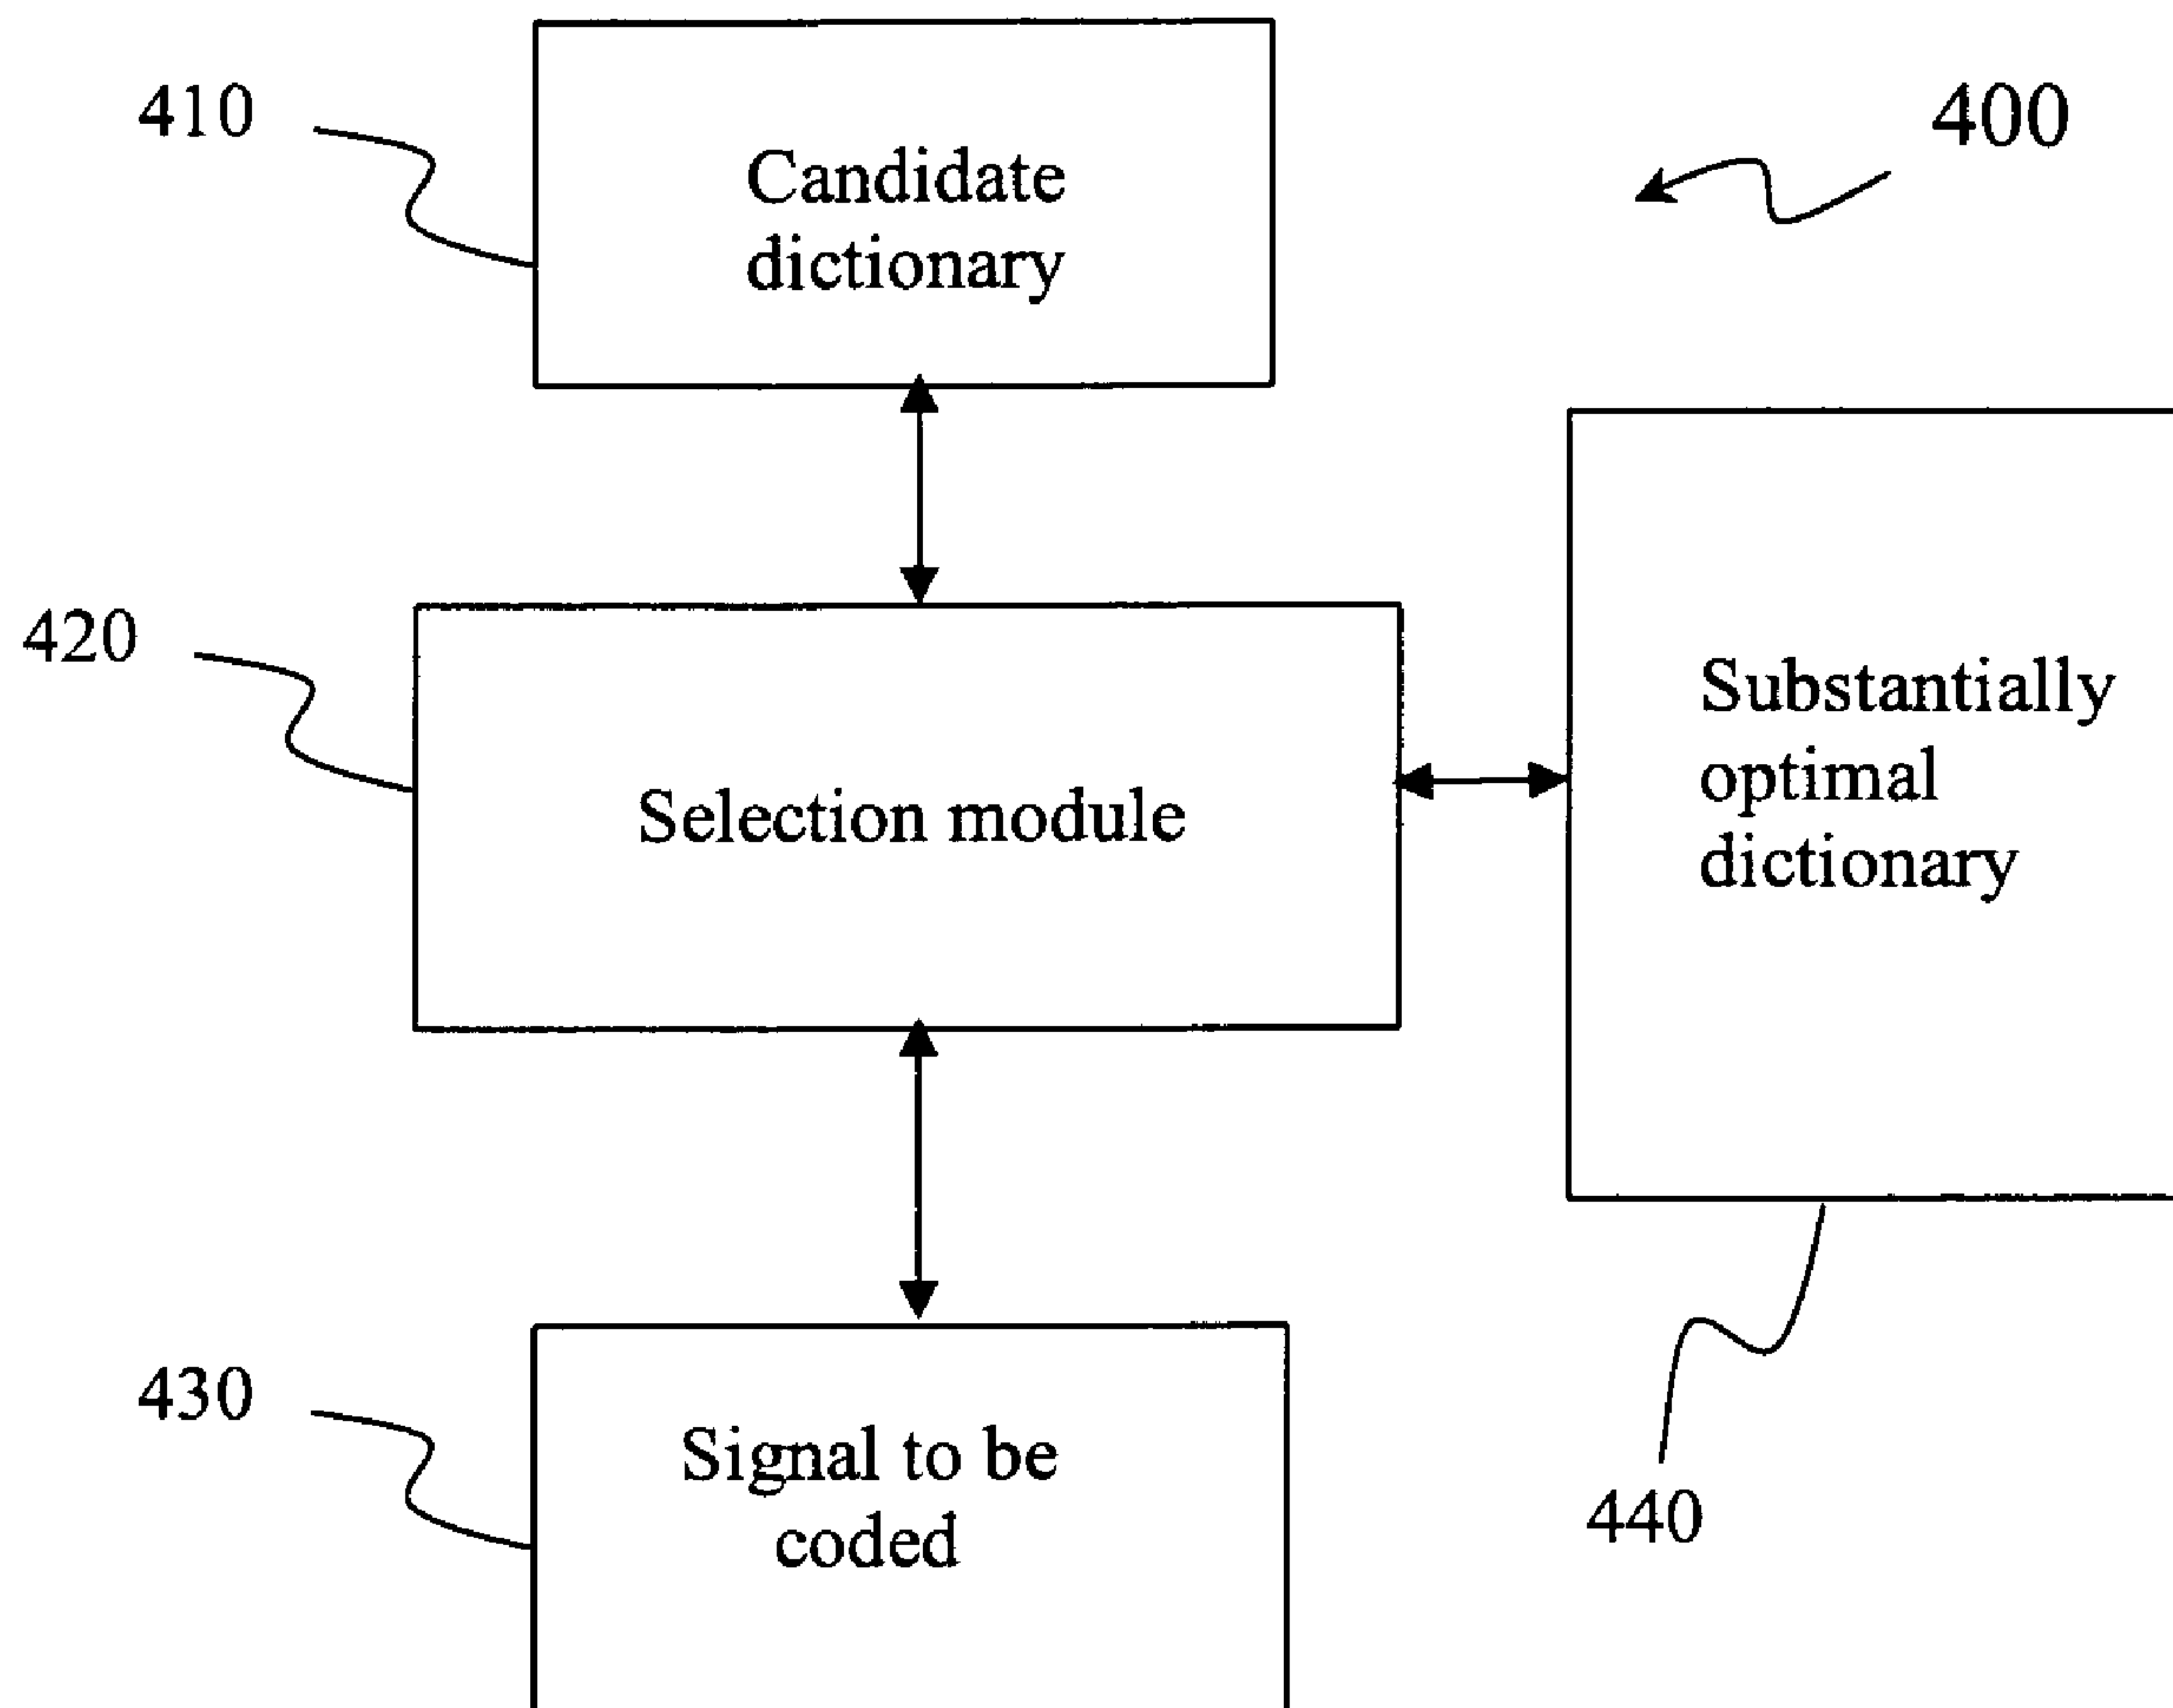 410
Candidate
dictionary
400
420
Selection module
Substantially
optimal
dictionary
430
Signal to be
coded
440